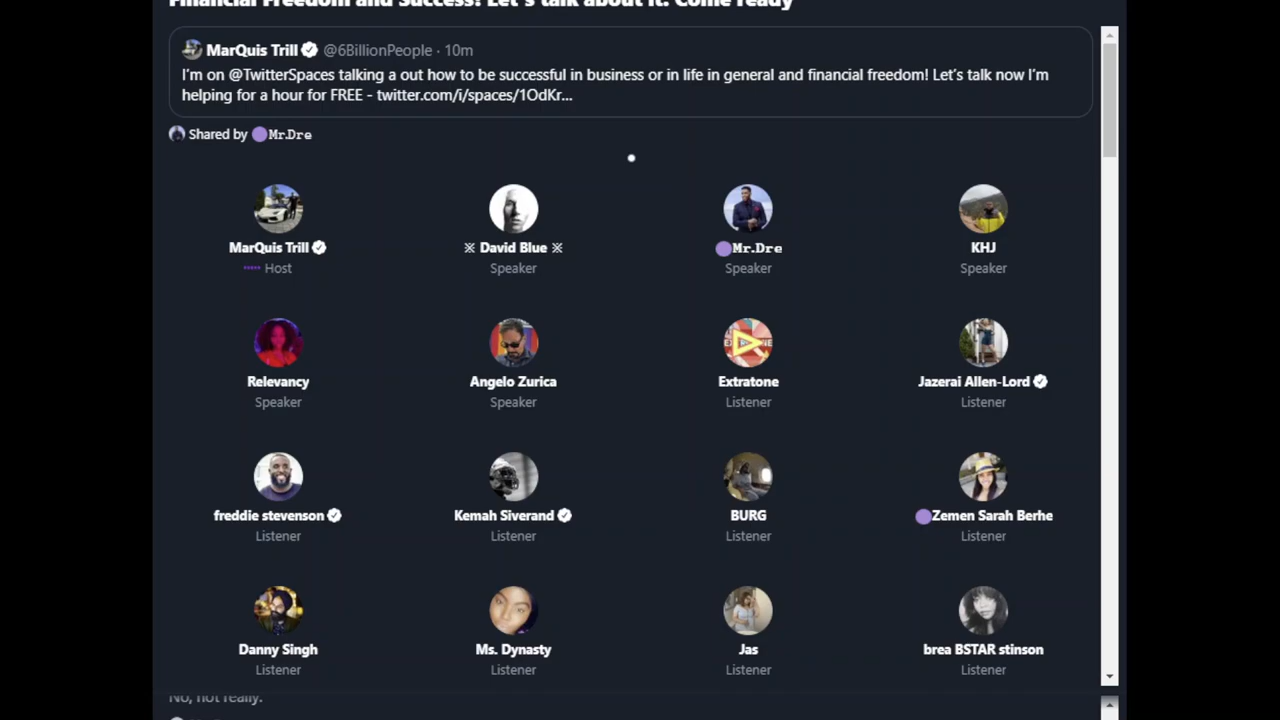 Financial Freedom and Success! Let's talk about it. Come ready
MarQuis Trill @6BillionPeople · 10m
I'm on @TwitterSpaces talking a out how to be successful in business or in life in general and financial freedom! Let's talk now I'm
helping for a hour for FREE - twitter.com/i/spaces/1OdKr...
Shared by Mr.Dre
MarQuis Trill
Host
※ David Blue ※
Speaker
Mr.Dre
Speaker
KHJ
Speaker
Relevancy
Speaker
Angelo Zurica
Speaker
Extratone
Listener
Jazerai Allen-Lord
Listener
freddie stevenson
Listener
Kemah Siverand
Listener
BURG
Listener
Zemen Sarah Berhe
Listener
Danny Singh
Listener
Ms. Dynasty
Listener
Jas
Listener
brea BSTAR stinson
Listener
No, not really.